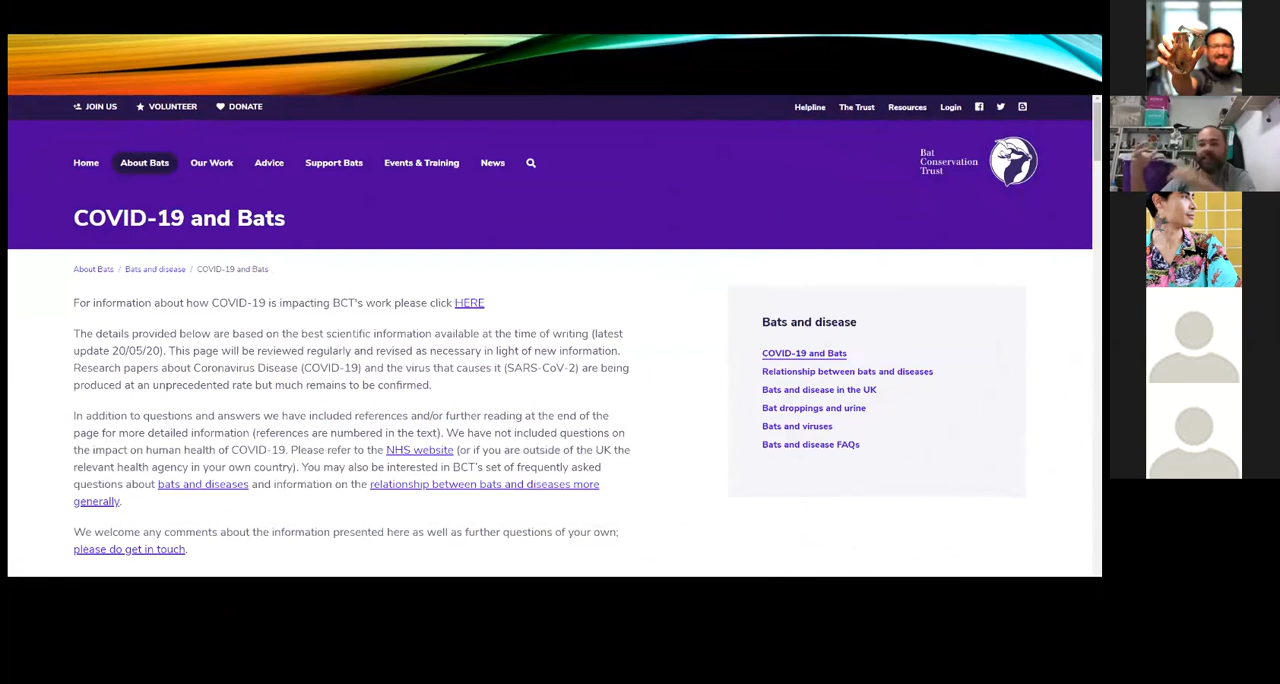 JOIN US VOLUNTEER DONATE Helpline The Trust Resources Login
Home About Bats Our Work Advice Support Bats Events & Training News
Bat
Conservation
Trust
COVID-19 and Bats
About Bats / Bats and disease / COVID-19 and Bats
For information about how COVID-19 is impacting BCT's work please click HERE
The details provided below are based on the best scientific information available at the time of writing (latest
update 20/05/20). This page will be reviewed regularly and revised as necessary in light of new information.
Research papers about Coronavirus Disease (COVID-19) and the virus that causes it (SARS-CoV-2) are being
produced at an unprecedented rate but much remains to be confirmed.
In addition to questions and answers we have included references and/or further reading at the end of the
page for more detailed information (references are numbered in the text). We have not included questions on
the impact on human health of COVID-19. Please refer to the NHS website (or if you are outside of the UK the
relevant health agency in your own country). You may also be interested in BCT's set of frequently asked
questions about bats and diseases and information on the relationship between bats and diseases more
generally.
We welcome any comments about the information presented here as well as further questions of your own;
please do get in touch.
Bats and disease
COVID-19 and Bats
Relationship between bats and diseases
Bats and disease in the UK
Bat droppings and urine
Bats and viruses
Bats and disease FAQs